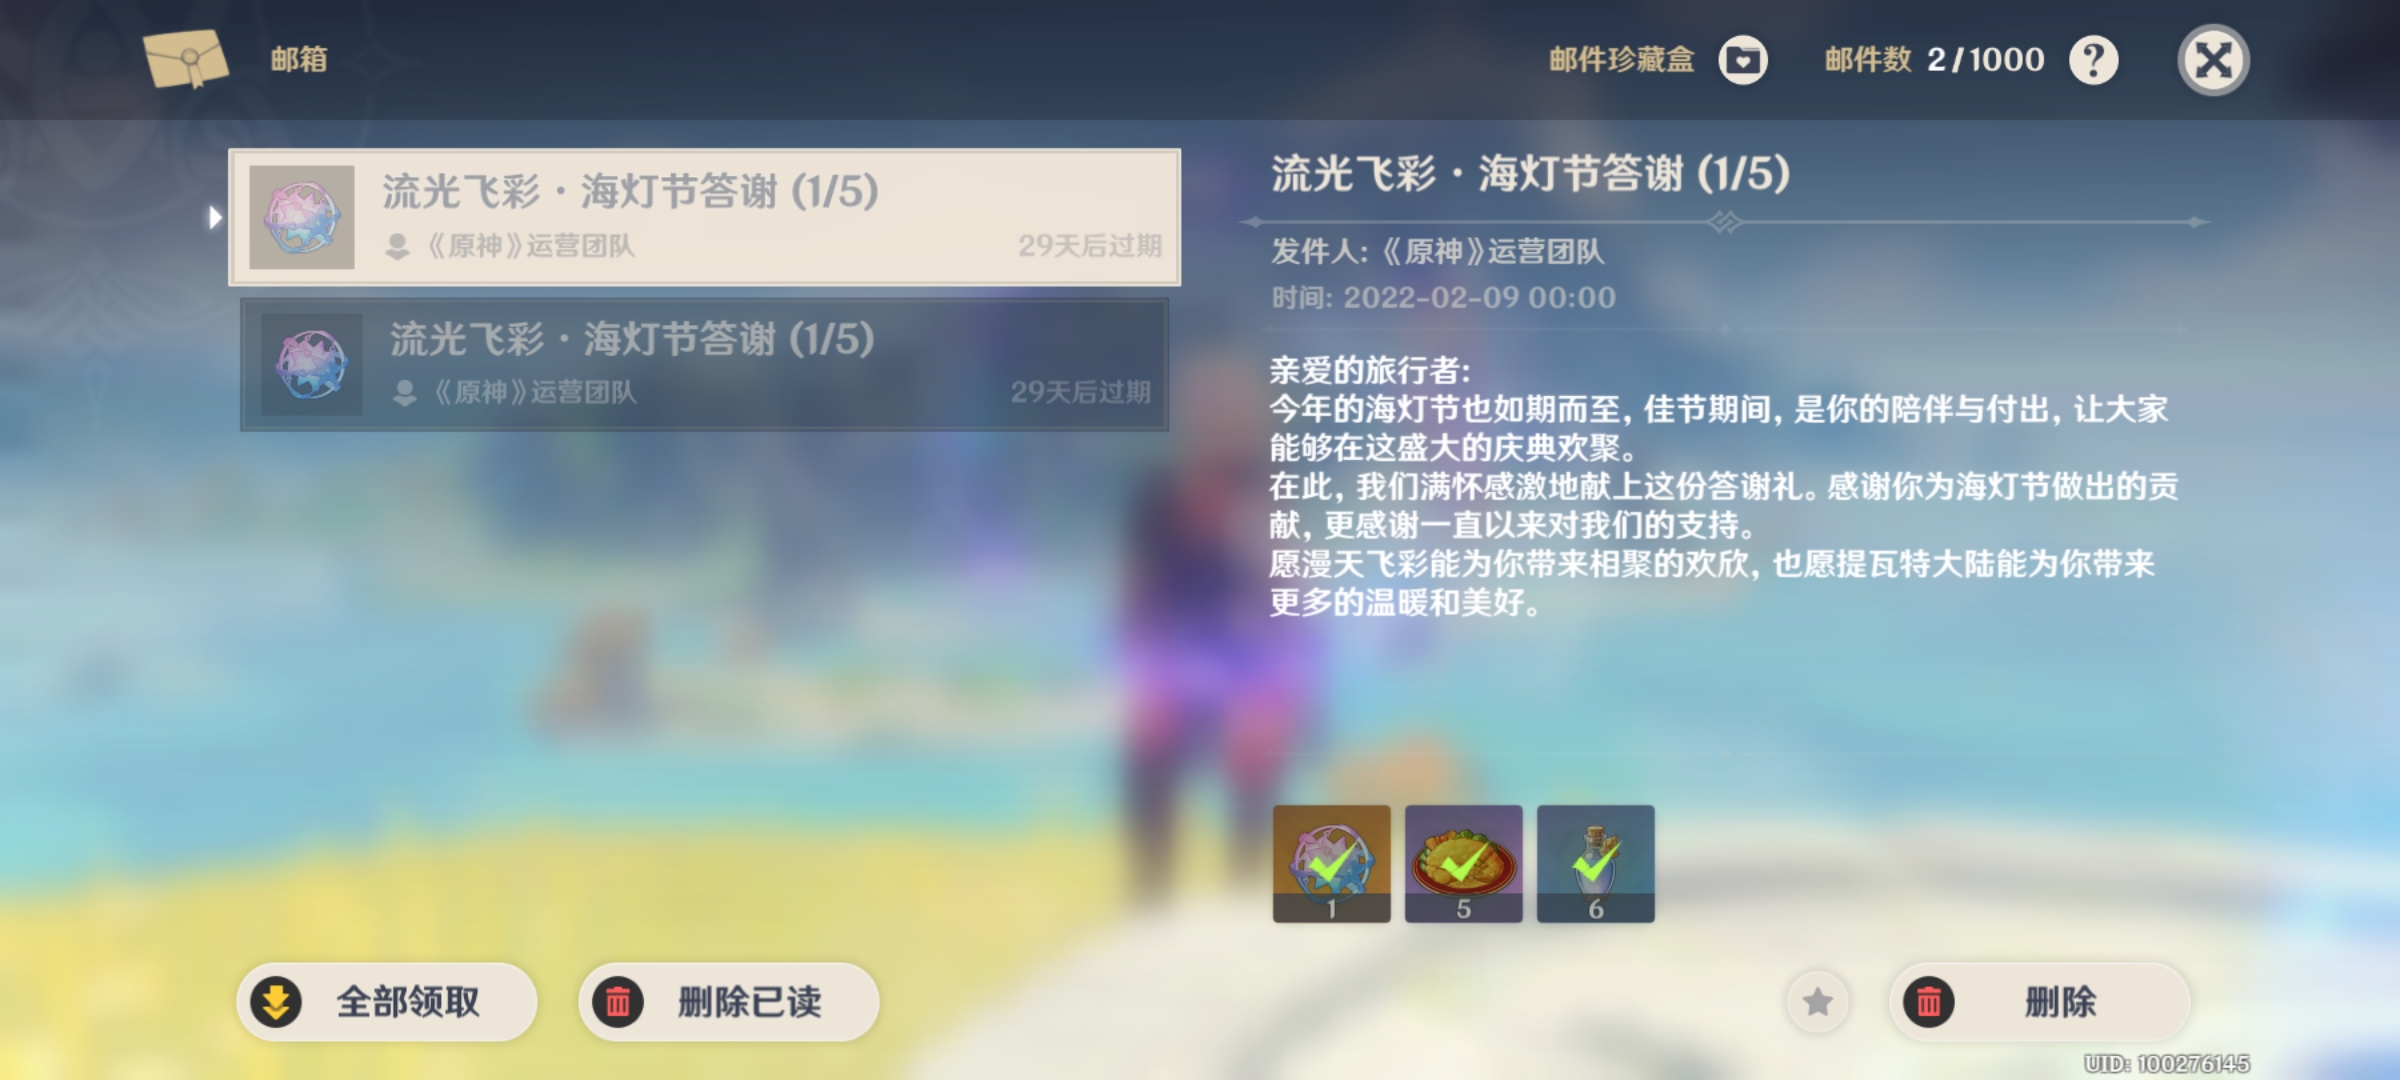 邮箱
邮件珍藏盒
邮件数 2/1000
?
流光飞彩·海灯节答谢 (1/5)
《原神》运营团队
29天后过期
流光飞彩·海灯节答谢 (1/5)
《原神》运营团队
29天后过期
流光飞彩·海灯节答谢 (1/5)
发件人:《原神》运营团队
时间: 2022-02-09 00:00
亲爱的旅行者:
今年的海灯节也如期而至, 佳节期间, 是你的陪伴与付出, 让大家
能够在这盛大的庆典欢聚。
在此, 我们满怀感激地献上这份答谢礼。感谢你为海灯节做出的贡
献, 更感谢一直以来对我们的支持。
愿漫天飞彩能为你带来相聚的欢欣, 也愿提瓦特大陆能为你带来
更多的温暖和美好。
1
5
6
全部领取
删除已读
删除
UID: 100276145